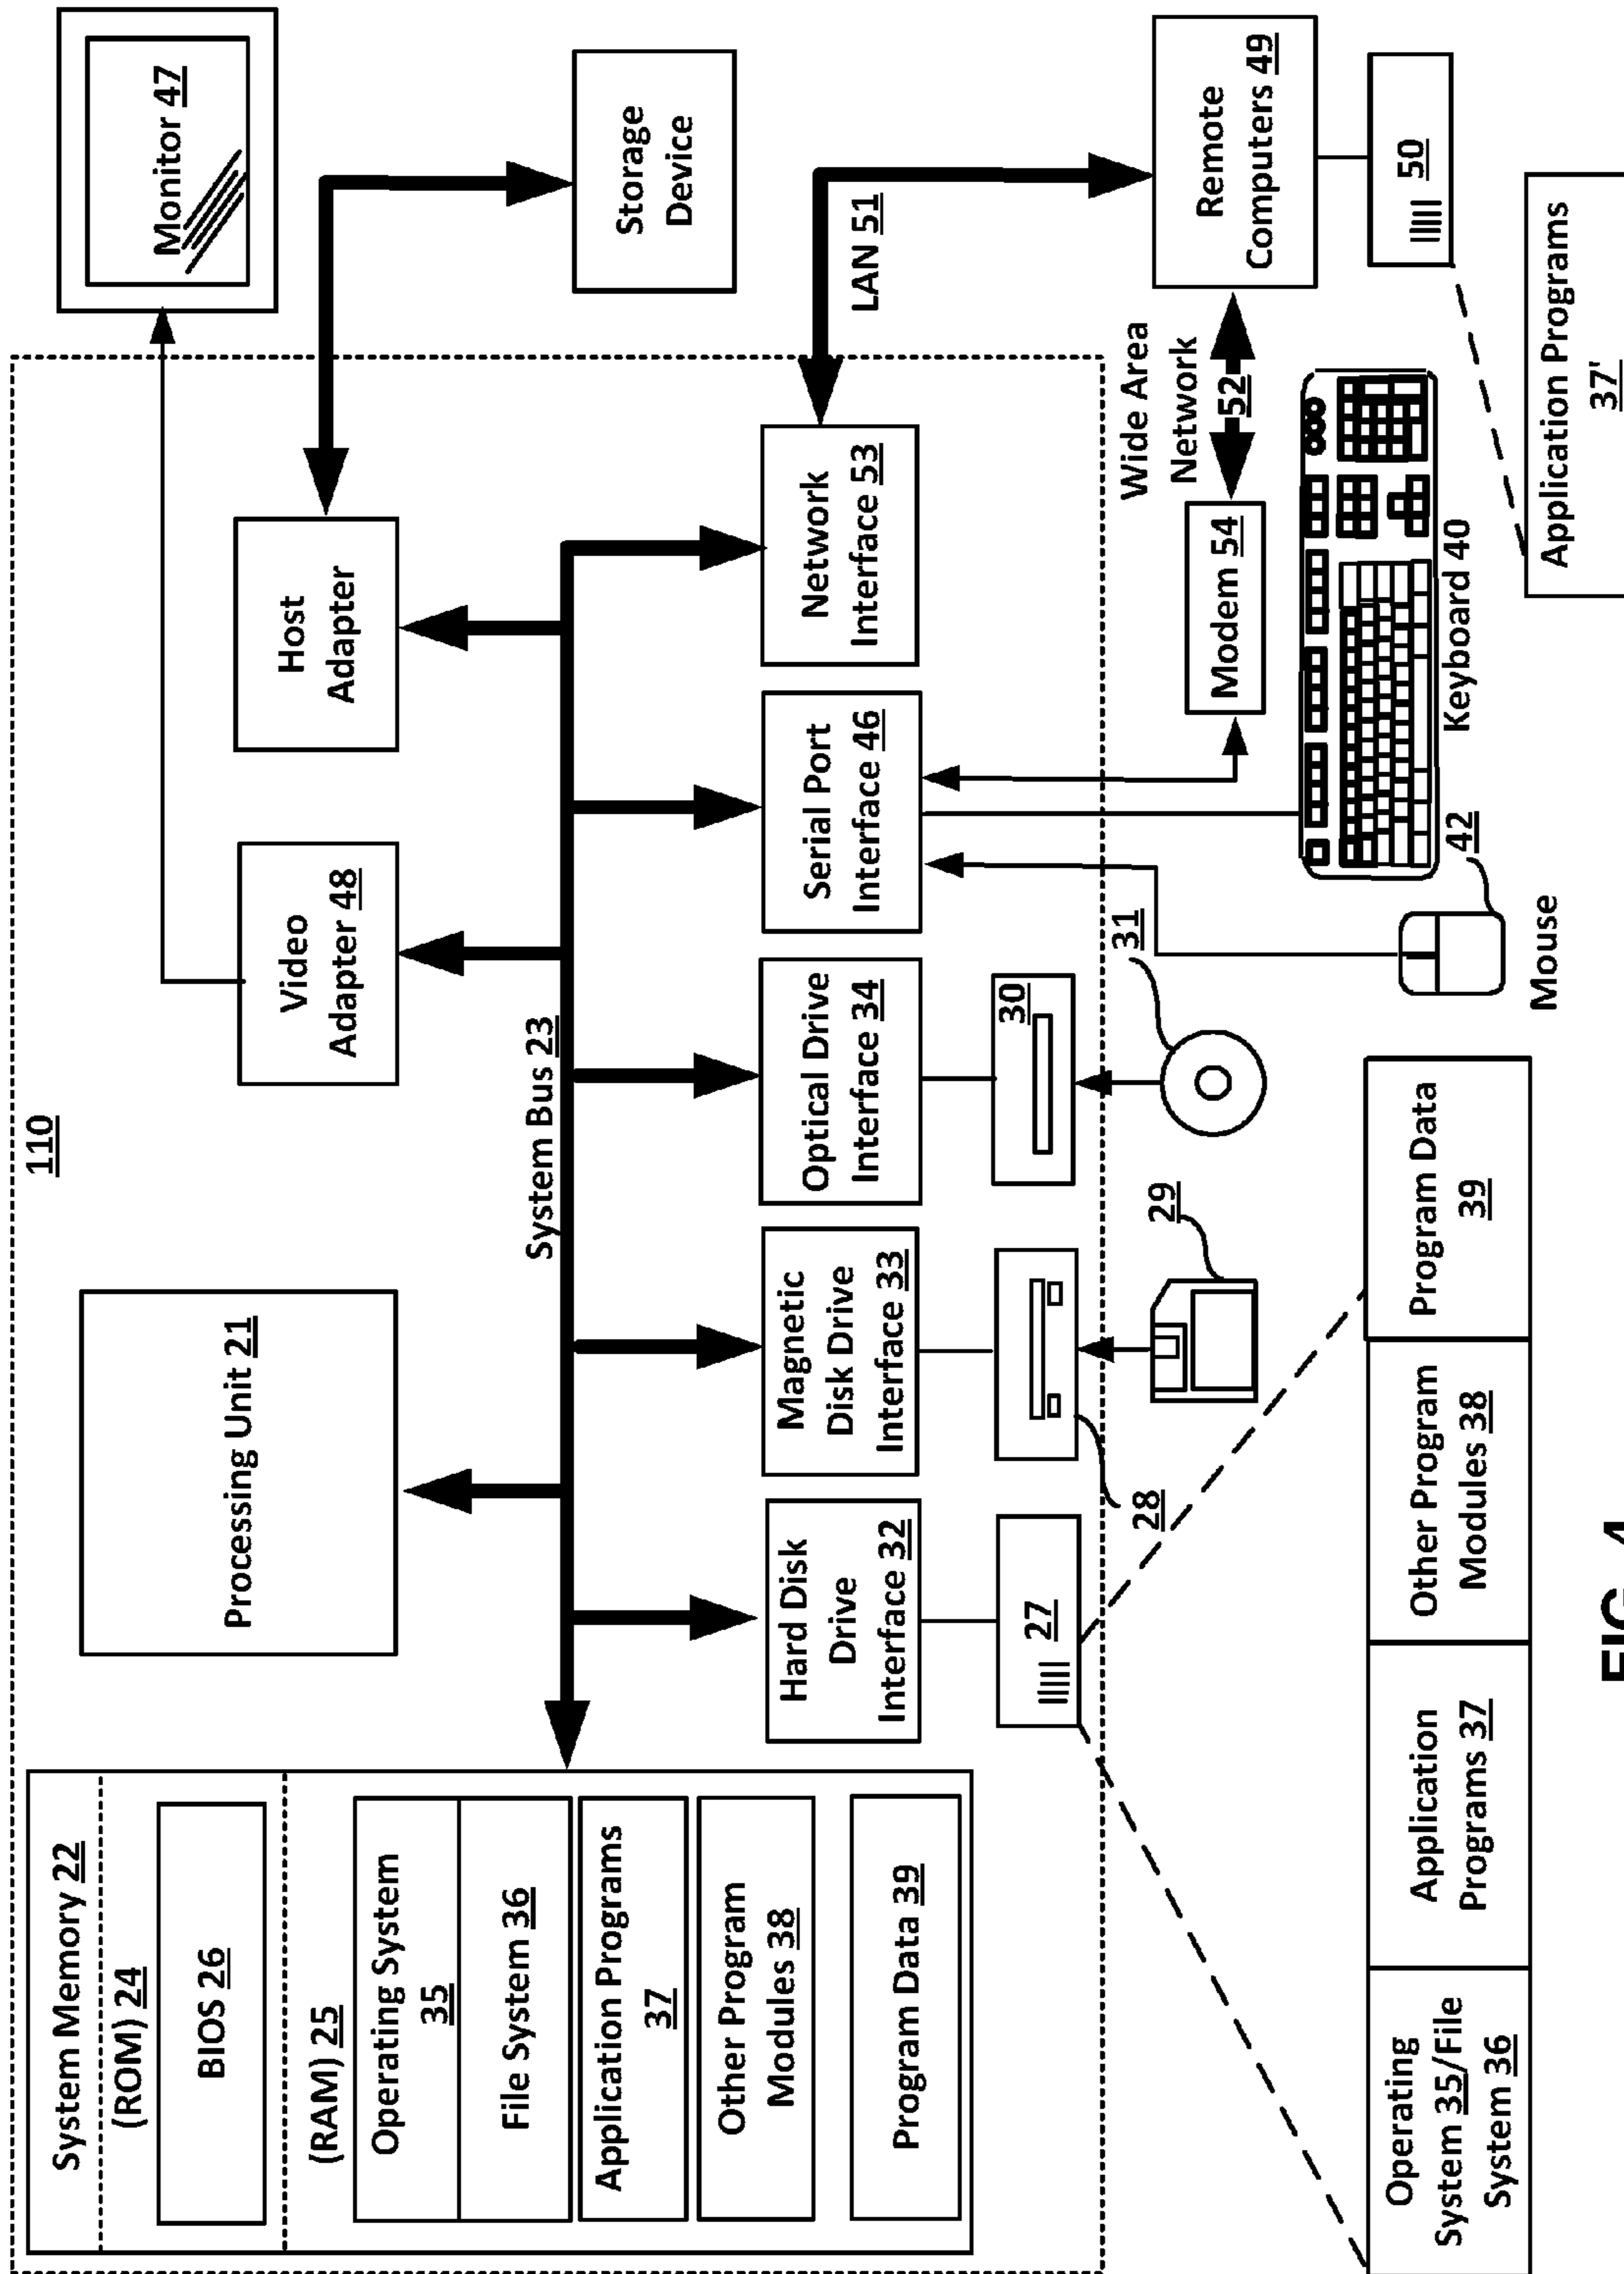 110
System Memory 22
(ROM) 24
BIOS 26
(RAM) 25
Operating System
35
File System 36
Application Programs
37
Other Program
Modules 38
Program Data 39
Processing Unit 21
Video
Adapter 48
Host
Adapter
Monitor 47
Storage
Device
System Bus 23
Hard Disk
Drive
Interface 32
Magnetic
Disk Drive
Interface 33
Optical Drive
Interface 34
Serial Port
Interface 46
Network
Interface 53
LAN 51
27
28
29
30
31
Modem 54
Wide Area
Network
52
Remote
Computers 49
50
Keyboard 40
42
Mouse
Operating
System 35/File
System 36
Application
Programs 37
Other Program
Modules 38
Program Data
39
Application Programs
37'
FIG. 4